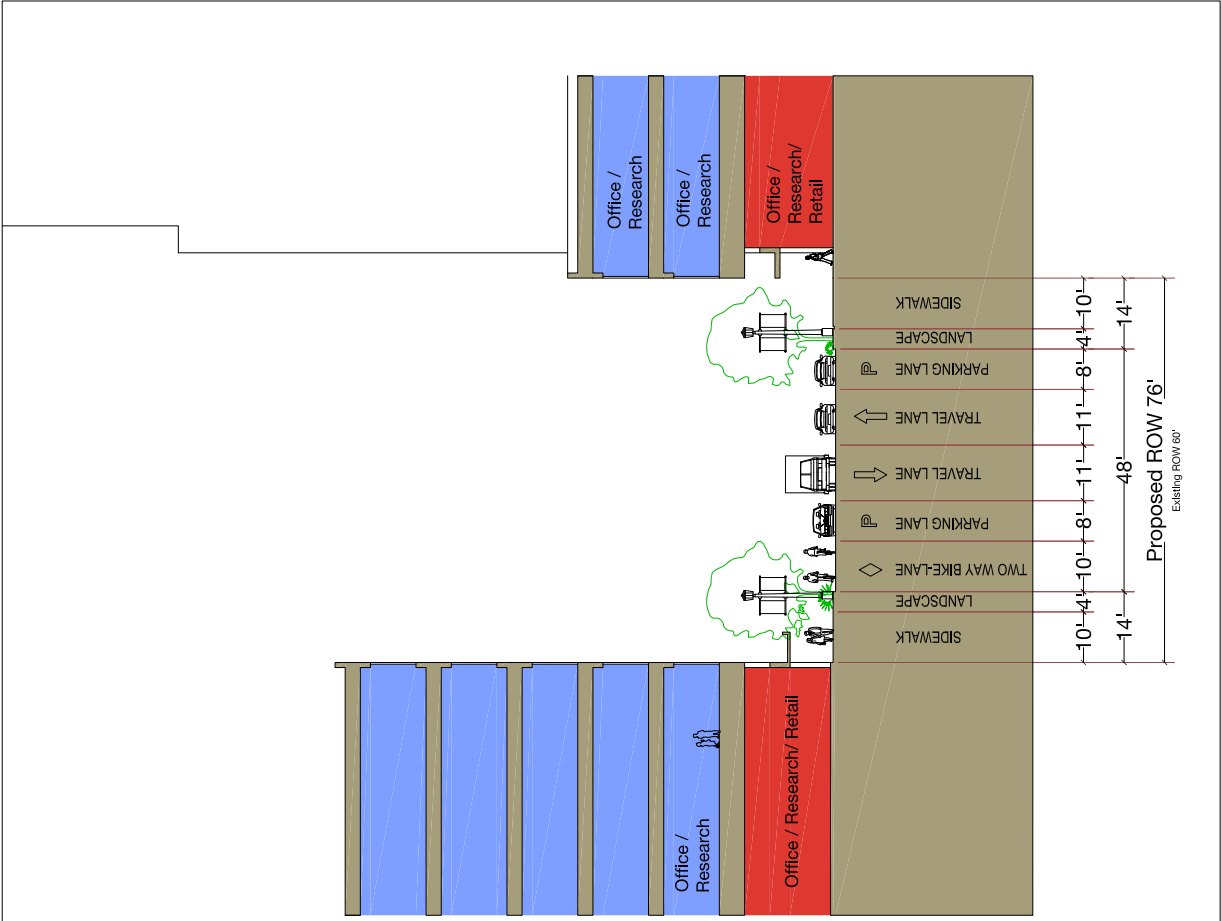 Office /
Research
Office /
Research
Office /
Research/
Retail
Office /
Research
Office / Research/ Retail
SIDEWALK
LANDSCAPE
TWO WAY BIKE-LANE
PARKING LANE
P
TRAVEL LANE
TRAVEL LANE
PARKING LANE
P
LANDSCAPE
SIDEWALK
10'
4'
10'
8'
11'
11'
8'
4'
10'
14'
48'
14'
Proposed ROW 76'
Existing ROW 60'